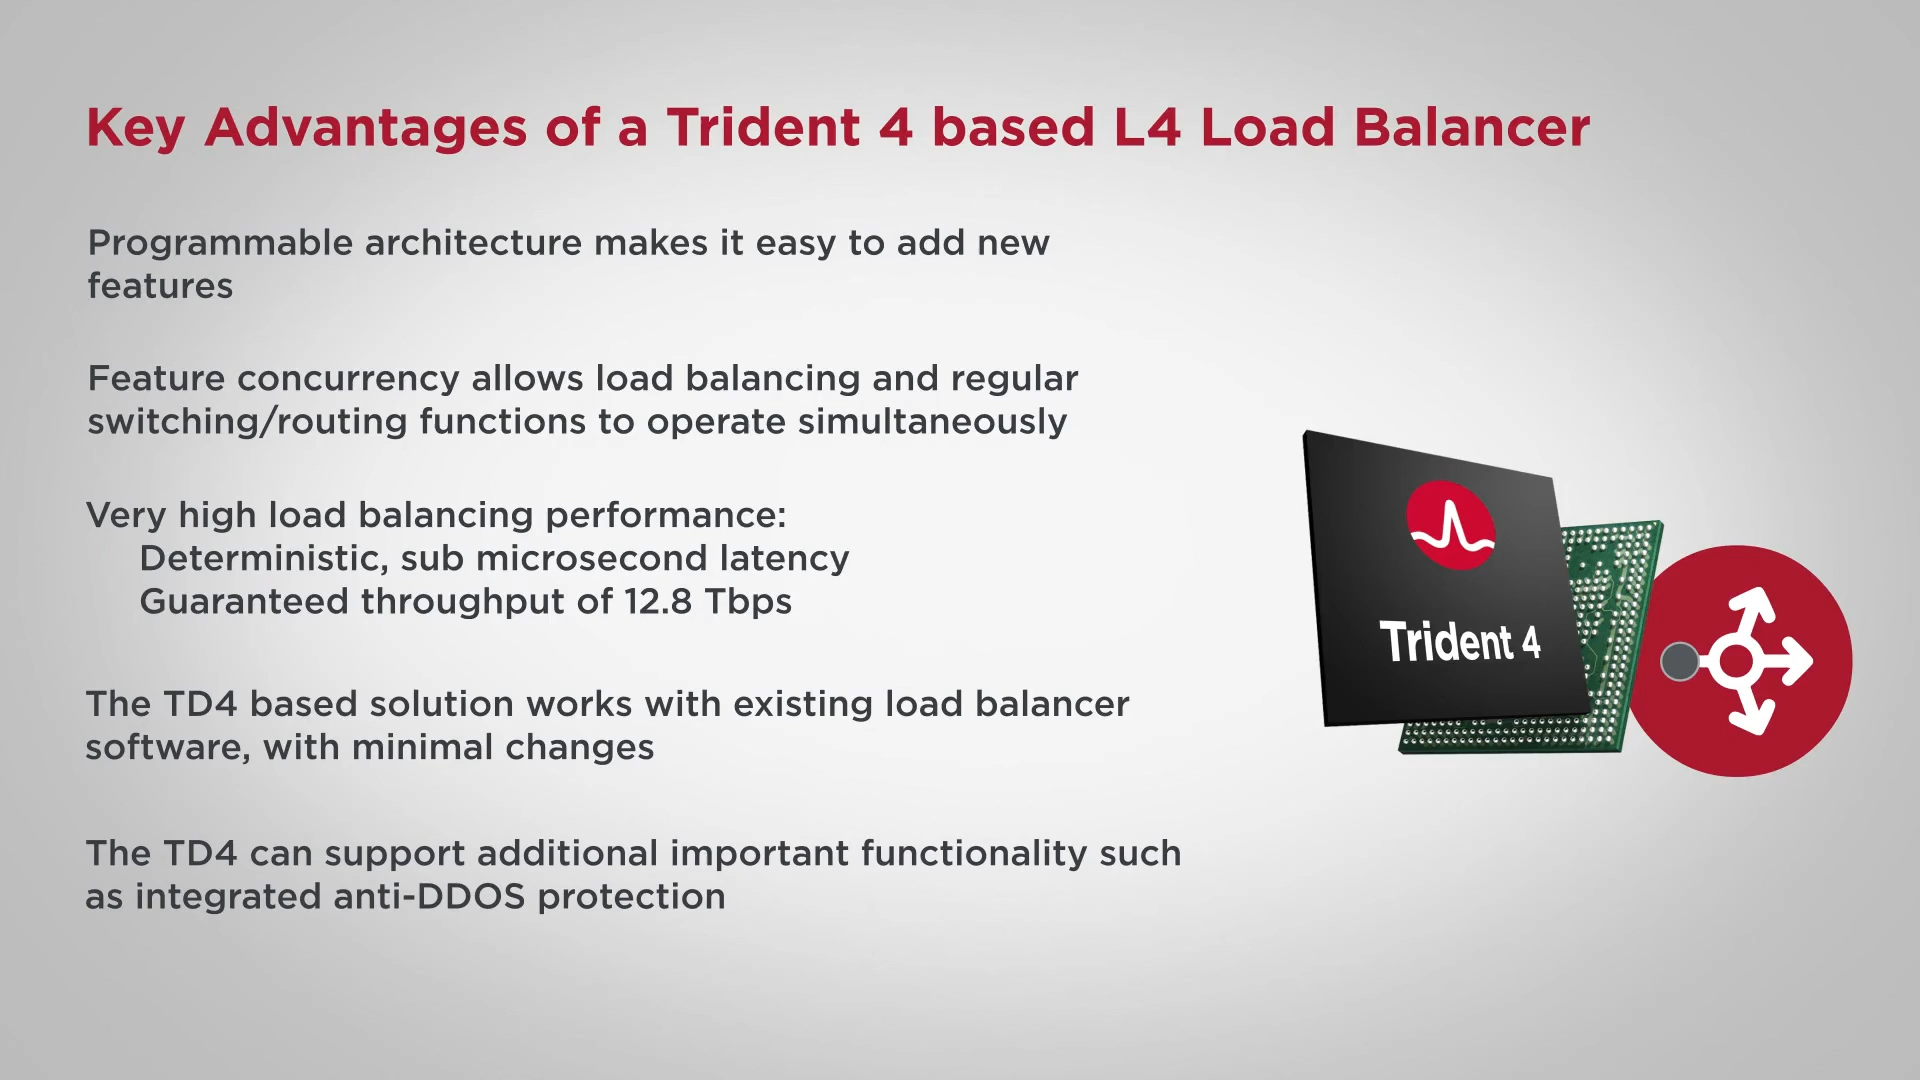 Key Advantages of a Trident 4 based L4 Load Balancer
Programmable architecture makes it easy to add new
features
Feature concurrency allows load balancing and regular
switching/routing functions to operate simultaneously
Very high load balancing performance:
Deterministic, sub microsecond latency
Guaranteed throughput of 12.8 Tbps
The TD4 based solution works with existing load balancer
software, with minimal changes
The TD4 can support additional important functionality such
as integrated anti-DDOS protection
Trident 4